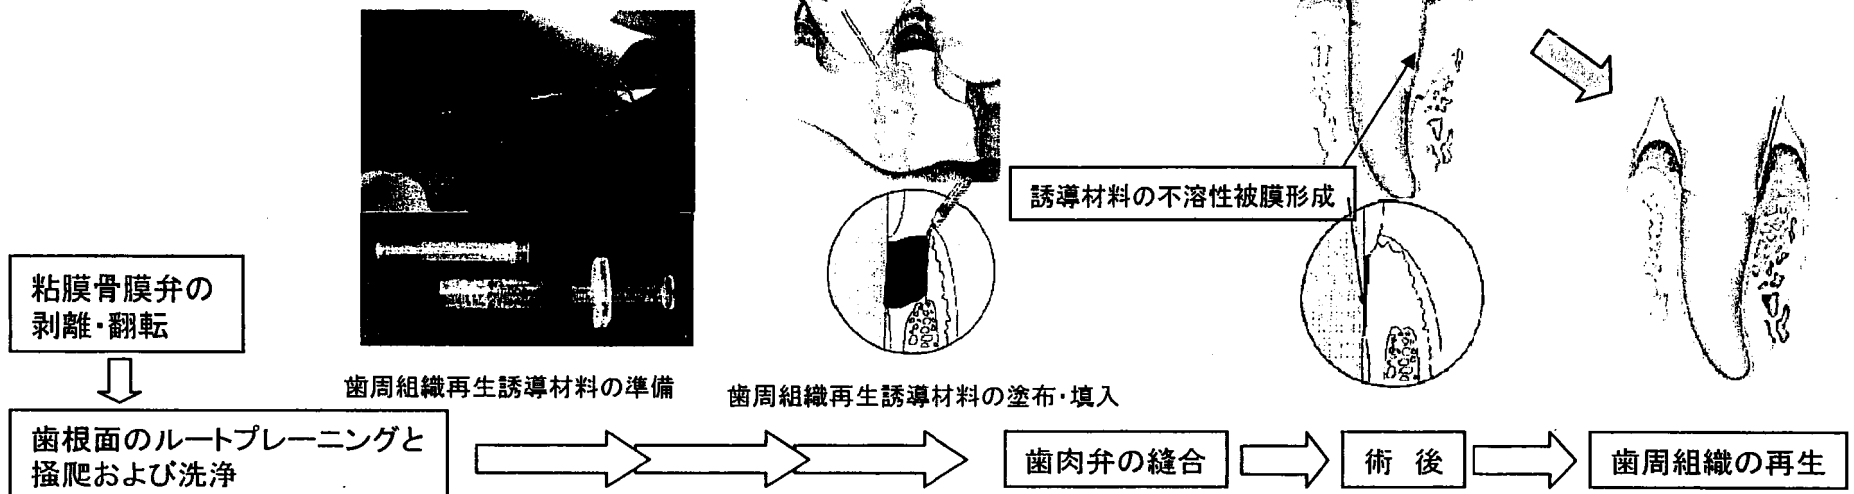 誘導材料の不溶性被膜形成
粘膜骨膜弁の
剥離・翻転
歯周組織再生誘導材料の準備
歯周組織再生誘導材料の塗布・填入
歯根面のルートプレーニングと
掻爬および洗浄
歯肉弁の縫合
術 後
歯周組織の再生